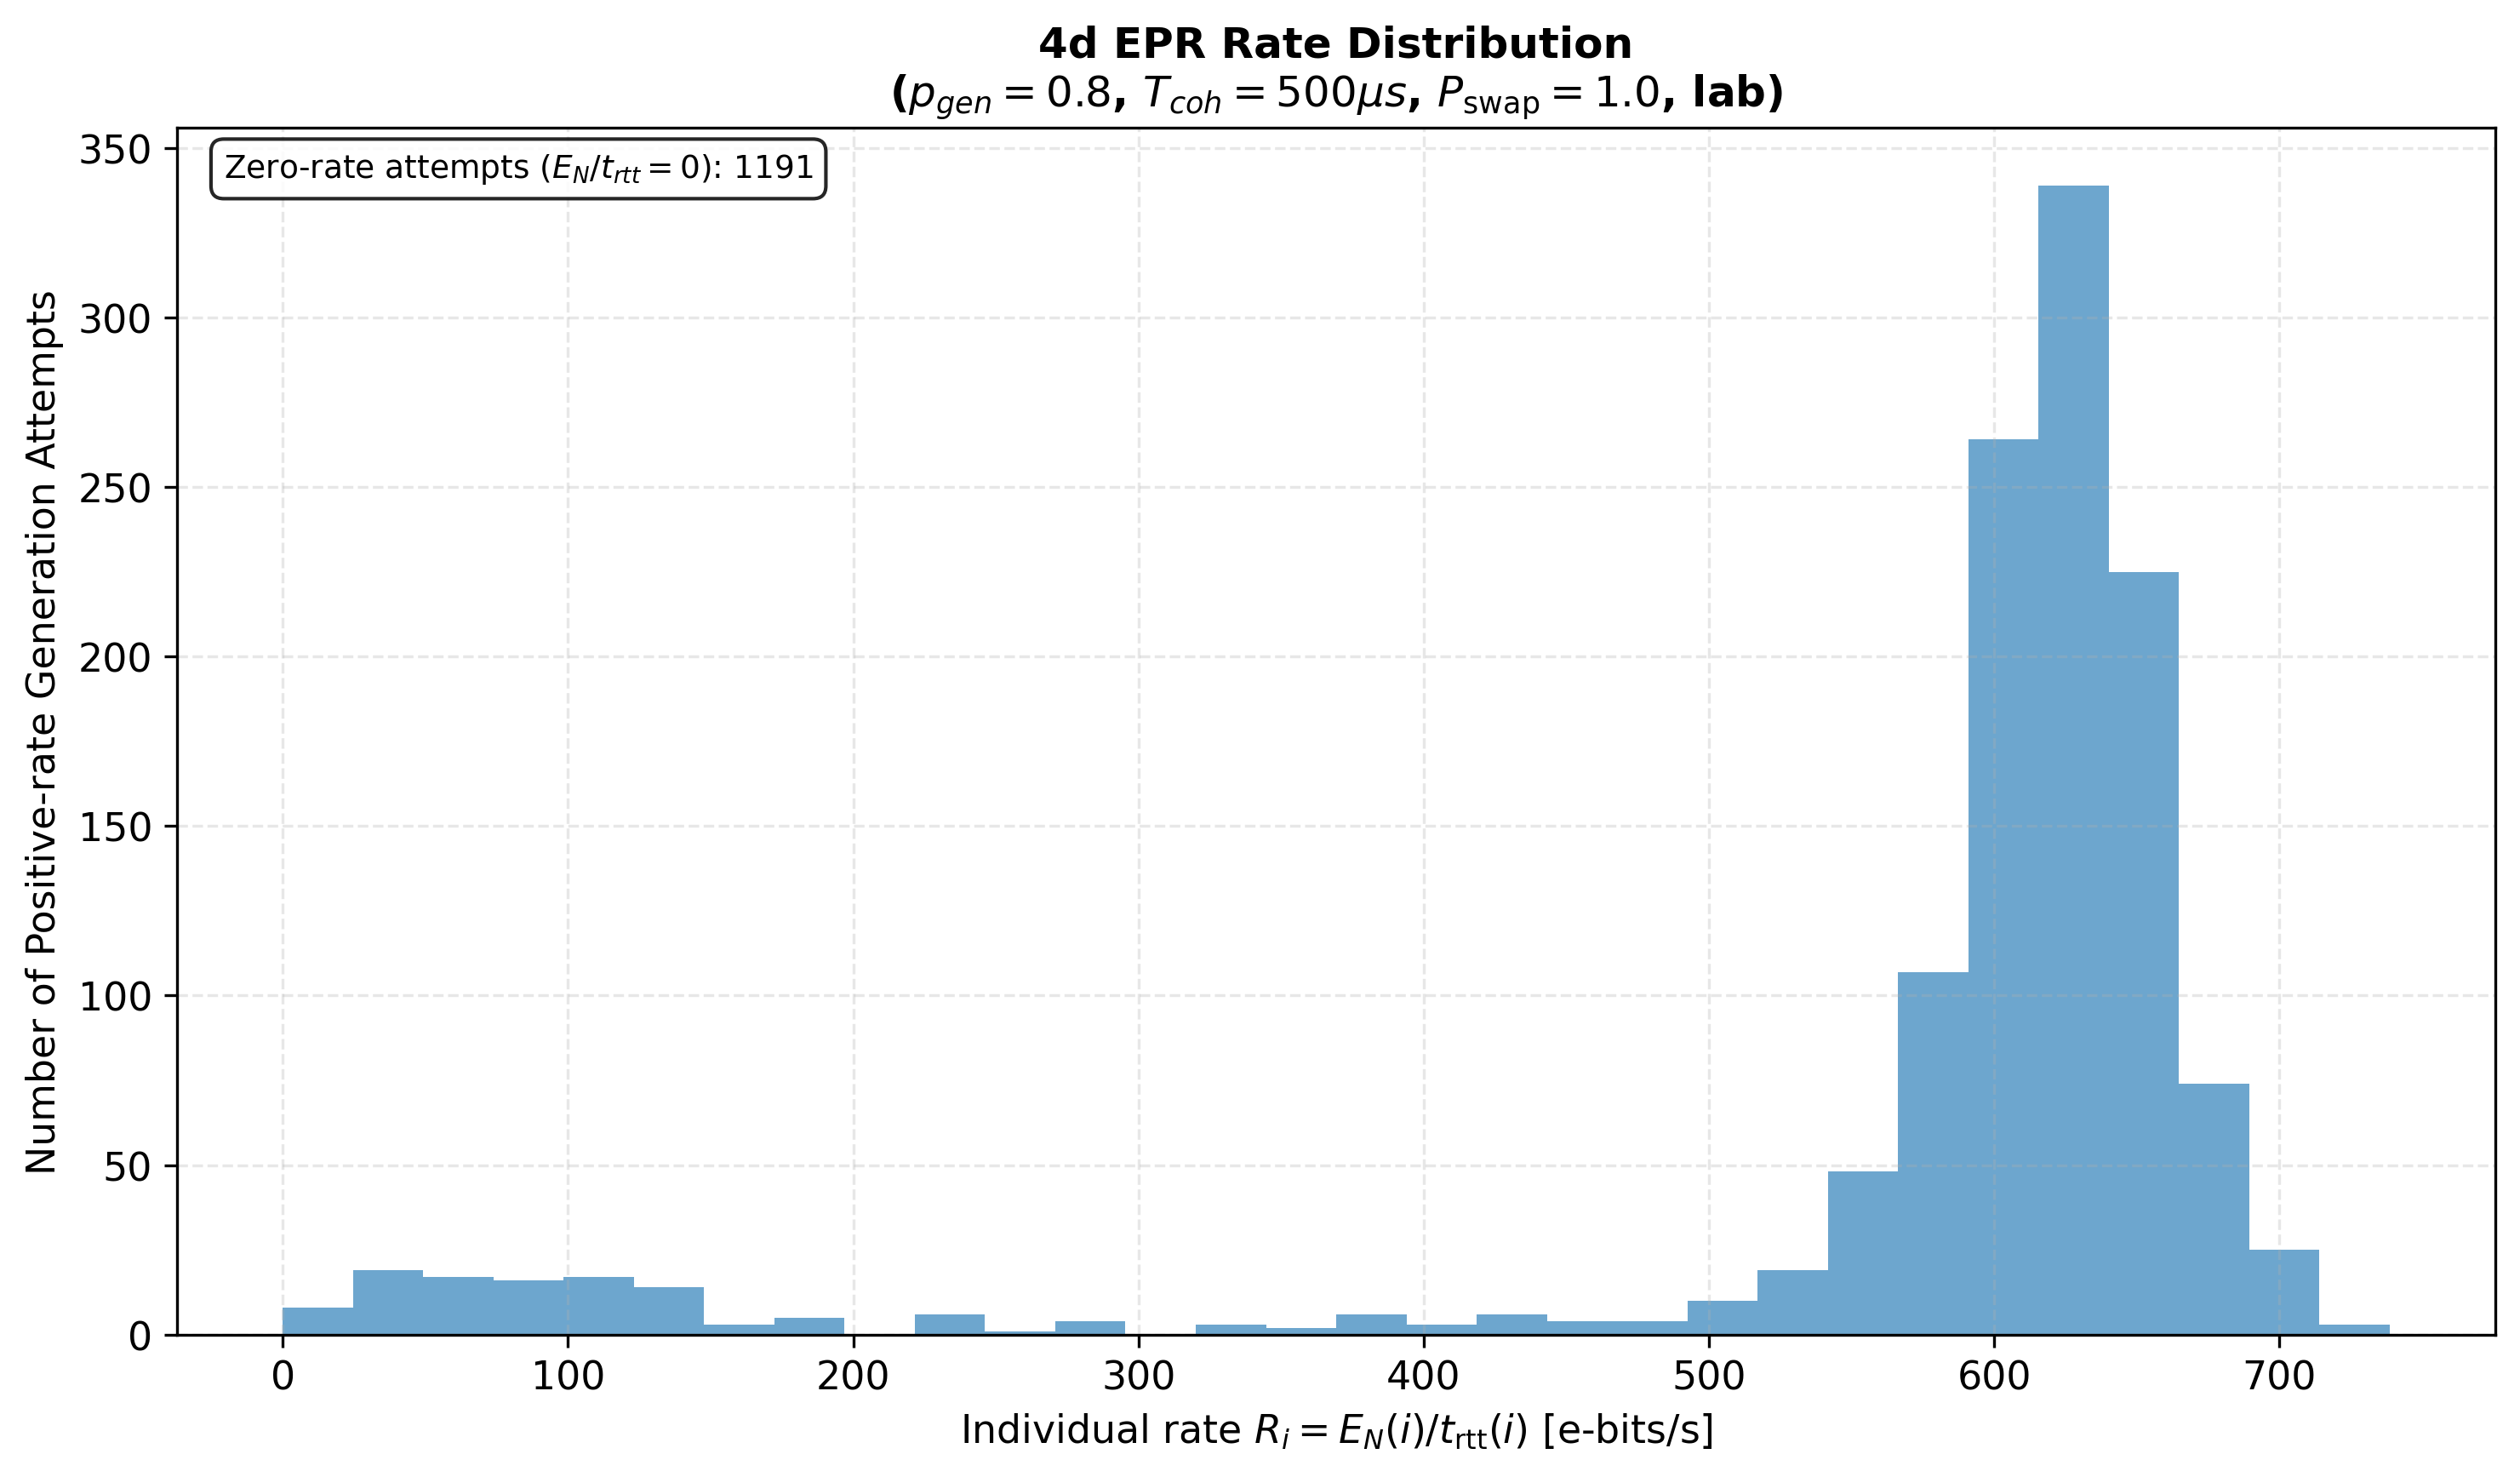 4d EPR Rate Distribution
(p_gen = 0.8, T_coh = 500μs, P_swap = 1.0, lab)
Zero-rate attempts (E_N/t_rtt = 0): 1191
Number of Positive-rate Generation Attempts
350
300
250
200
150
100
50
0
0 100 200 300 400 500 600 700
Individual rate R_i = E_N(i)/t_rtt(i) [e-bits/s]